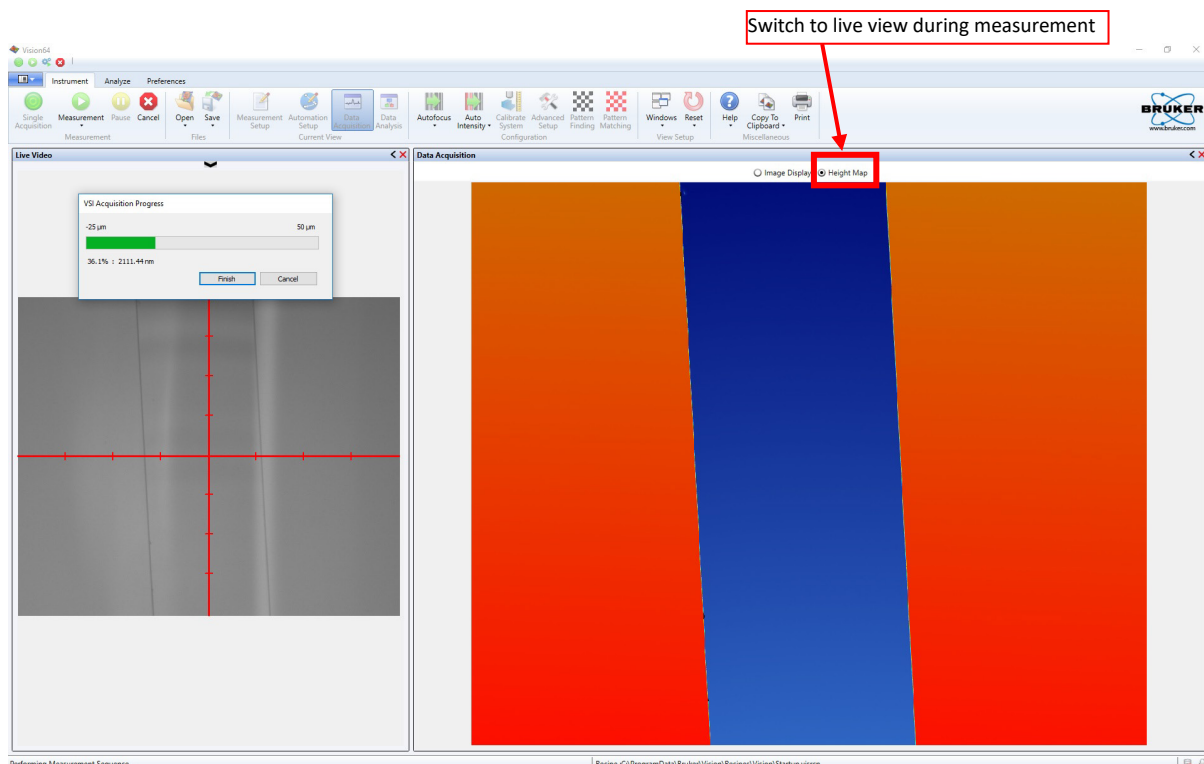 Switch to live view during measurement
Vision64
Instrument Analyze Preferences
Single Acquisition
Measurement
Pause
Cancel
Open
Save
Measurement Setup
Automation Setup
Data Acquisition
Data Analysis
Autofocus
Auto Intensity
Calibrate System
Advanced Setup
Pattern Finding
Pattern Matching
Windows
Reset
Help
Copy To Clipboard
Print
Measurement
Files
Current View
Configuration
View Setup
Miscellaneous
BRUKER
www.bruker.com
Live Video
Data Acquisition
Image Display Height Map
VSI Acquisition Progress
-25 µm 50 µm
36.1% : 2111.44 nm
Finish Cancel